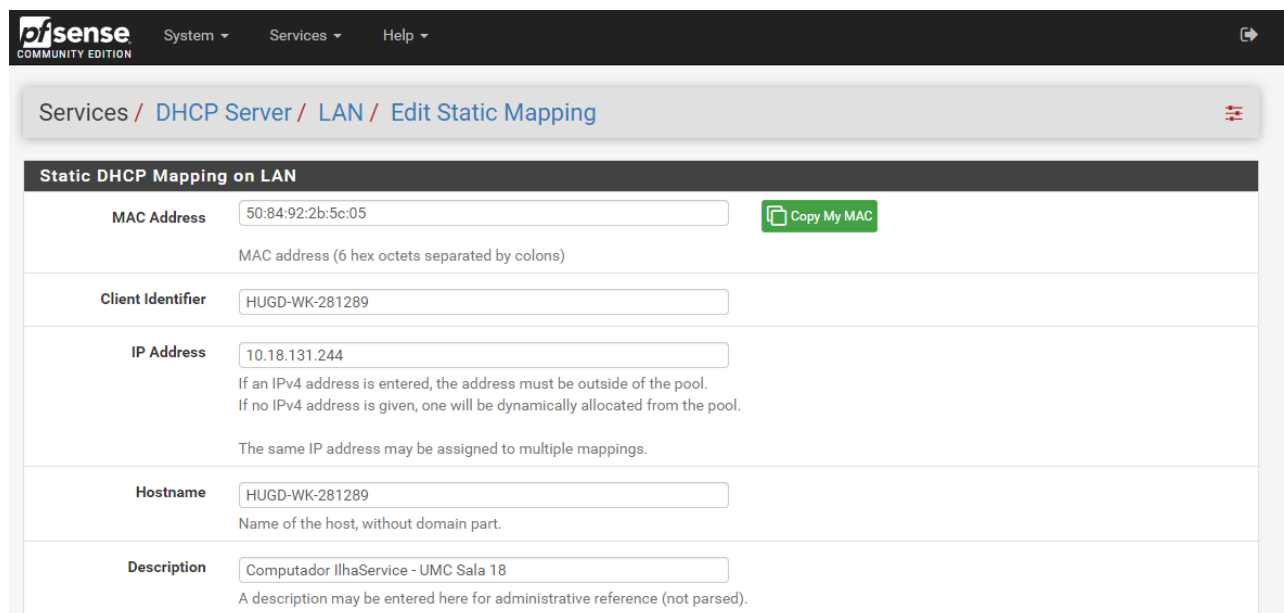 pfsense
COMMUNITY EDITION
System
Services
Help
Services / DHCP Server / LAN / Edit Static Mapping
Static DHCP Mapping on LAN
MAC Address
50:84:92:2b:5c:05
Copy My MAC
MAC address (6 hex octets separated by colons)
Client Identifier
HUGD-WK-281289
IP Address
10.18.131.244
If an IPv4 address is entered, the address must be outside of the pool.
If no IPv4 address is given, one will be dynamically allocated from the pool.
The same IP address may be assigned to multiple mappings.
Hostname
HUGD-WK-281289
Name of the host, without domain part.
Description
Computador IlhaService - UMC Sala 18
A description may be entered here for administrative reference (not parsed).